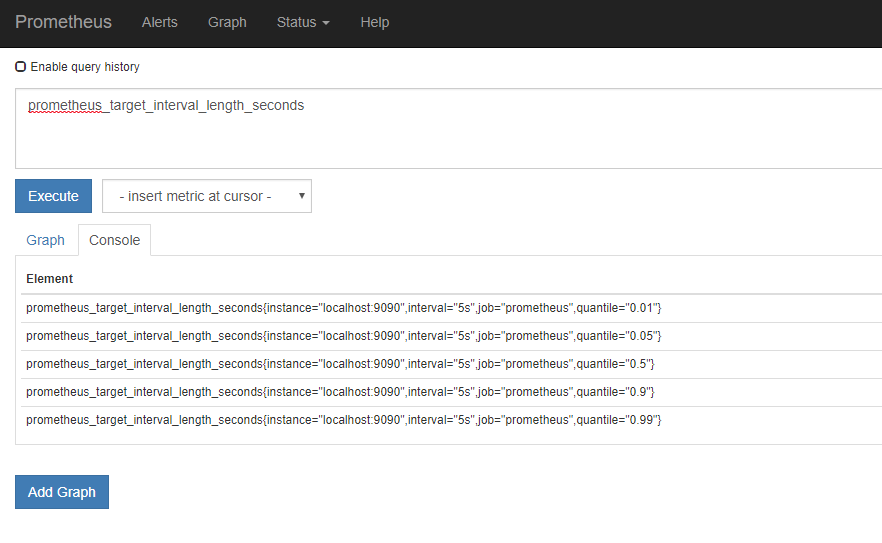 Prometheus Alerts Graph Status Help
Enable query history
prometheus_target_interval_length_seconds
Execute - insert metric at cursor -
Graph Console
Element
prometheus_target_interval_length_seconds{instance="localhost:9090",interval="5s",job="prometheus",quantile="0.01"}
prometheus_target_interval_length_seconds{instance="localhost:9090",interval="5s",job="prometheus",quantile="0.05"}
prometheus_target_interval_length_seconds{instance="localhost:9090",interval="5s",job="prometheus",quantile="0.5"}
prometheus_target_interval_length_seconds{instance="localhost:9090",interval="5s",job="prometheus",quantile="0.9"}
prometheus_target_interval_length_seconds{instance="localhost:9090",interval="5s",job="prometheus",quantile="0.99"}
Add Graph